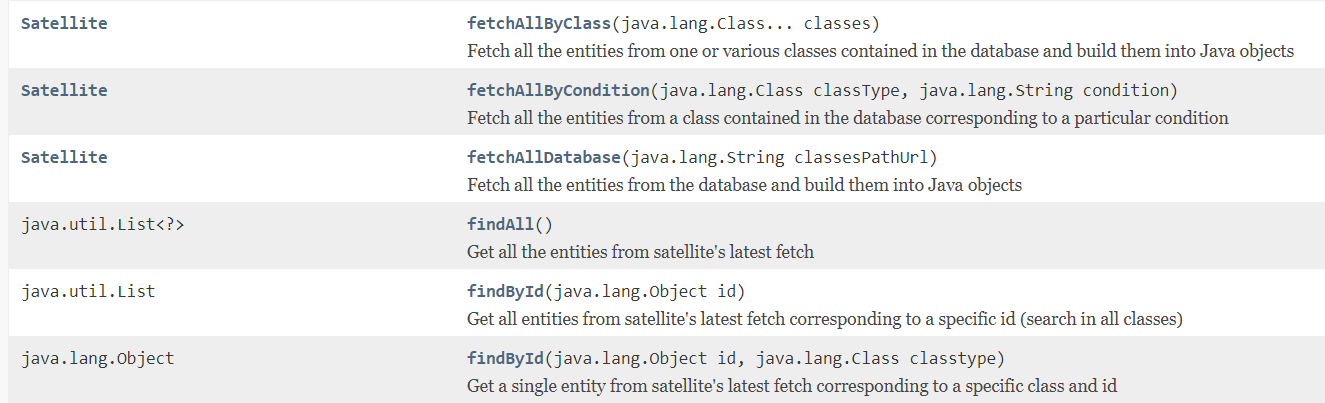 Satellite fetchAllByClass(java.lang.Class... classes)
Fetch all the entities from one or various classes contained in the database and build them into Java objects
Satellite fetchAllByCondition(java.lang.Class classType, java.lang.String condition)
Fetch all the entities from a class contained in the database corresponding to a particular condition
Satellite fetchAllDatabase(java.lang.String classesPathUrl)
Fetch all the entities from the database and build them into Java objects
java.util.List<?> findAll()
Get all the entities from satellite's latest fetch
java.util.List findById(java.lang.Object id)
Get all entities from satellite's latest fetch corresponding to a specific id (search in all classes)
java.lang.Object findById(java.lang.Object id, java.lang.Class classtype)
Get a single entity from satellite's latest fetch corresponding to a specific class and id